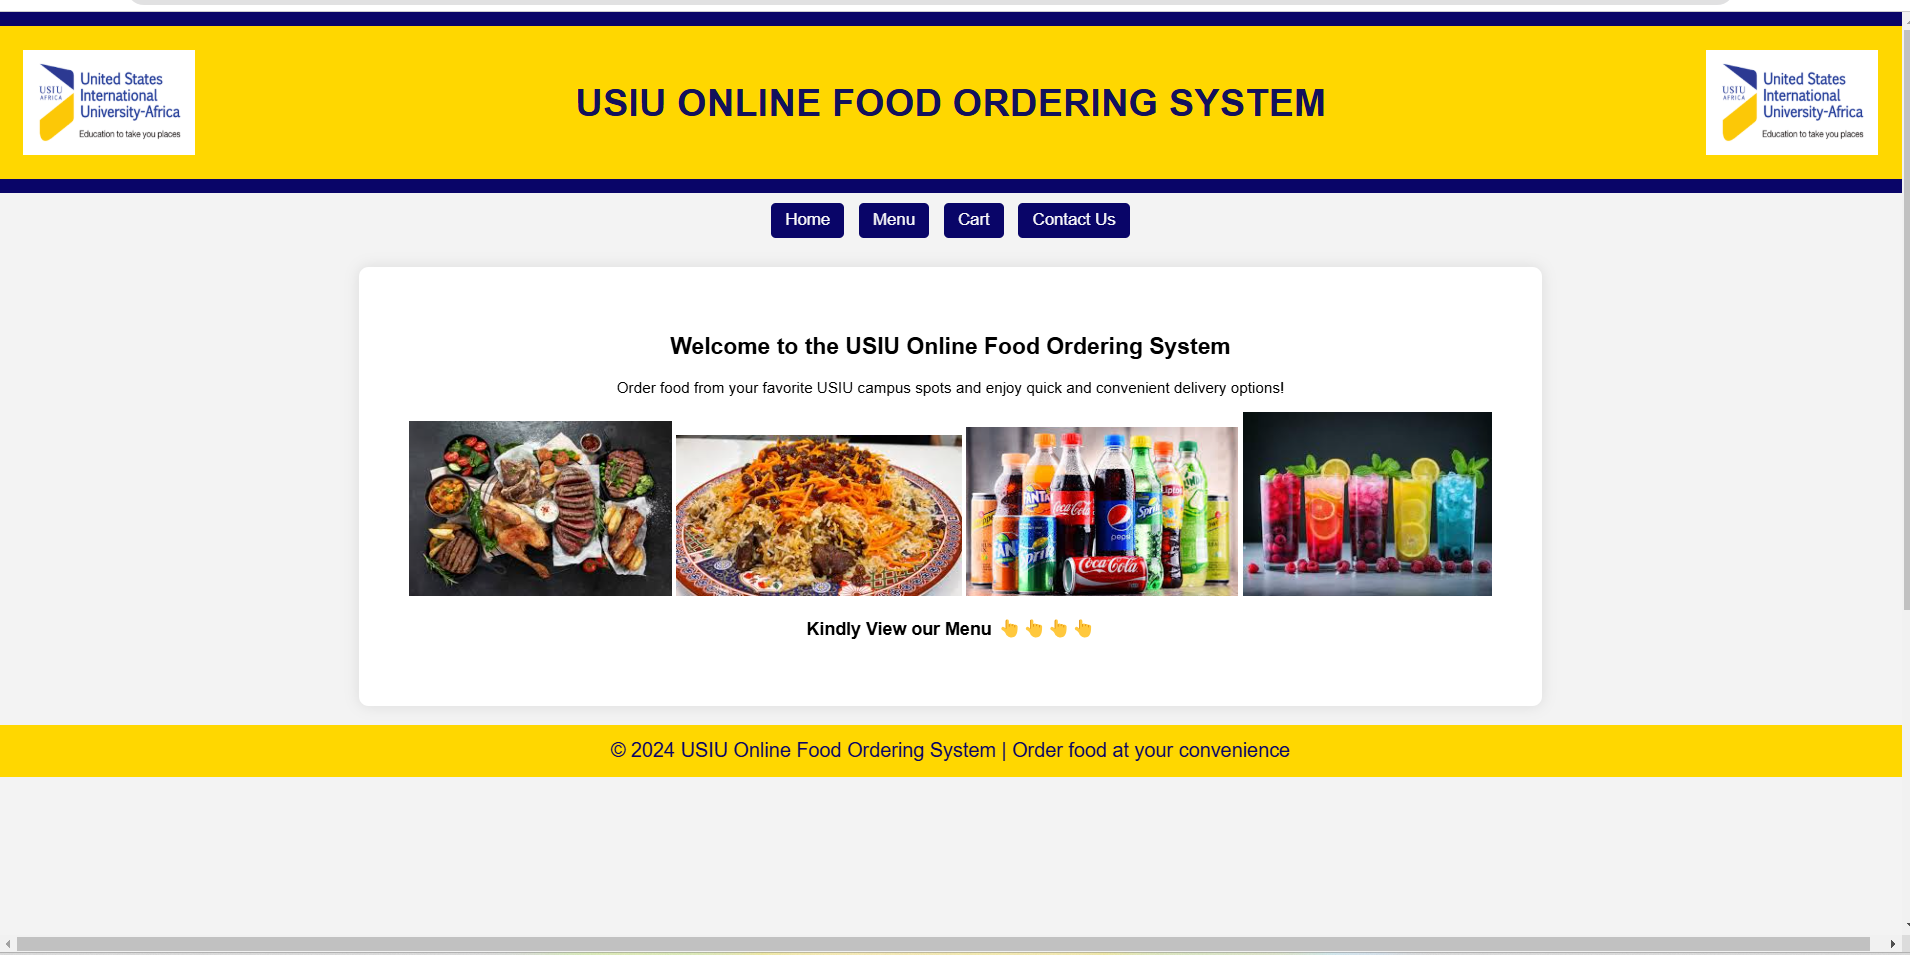 USIU
AFRICA
United States
International
University-Africa
Education to take you places
USIU ONLINE FOOD ORDERING SYSTEM
USIU
AFRICA
United States
International
University-Africa
Education to take you places
Home Menu Cart Contact Us
Welcome to the USIU Online Food Ordering System
Order food from your favorite USIU campus spots and enjoy quick and convenient delivery options!
FANTA
Coca-Cola
pepsi
Sprite
Lipton
FANTA
Sprite
Coca-Cola
Kindly View our Menu 👆👆👆👆
© 2024 USIU Online Food Ordering System | Order food at your convenience